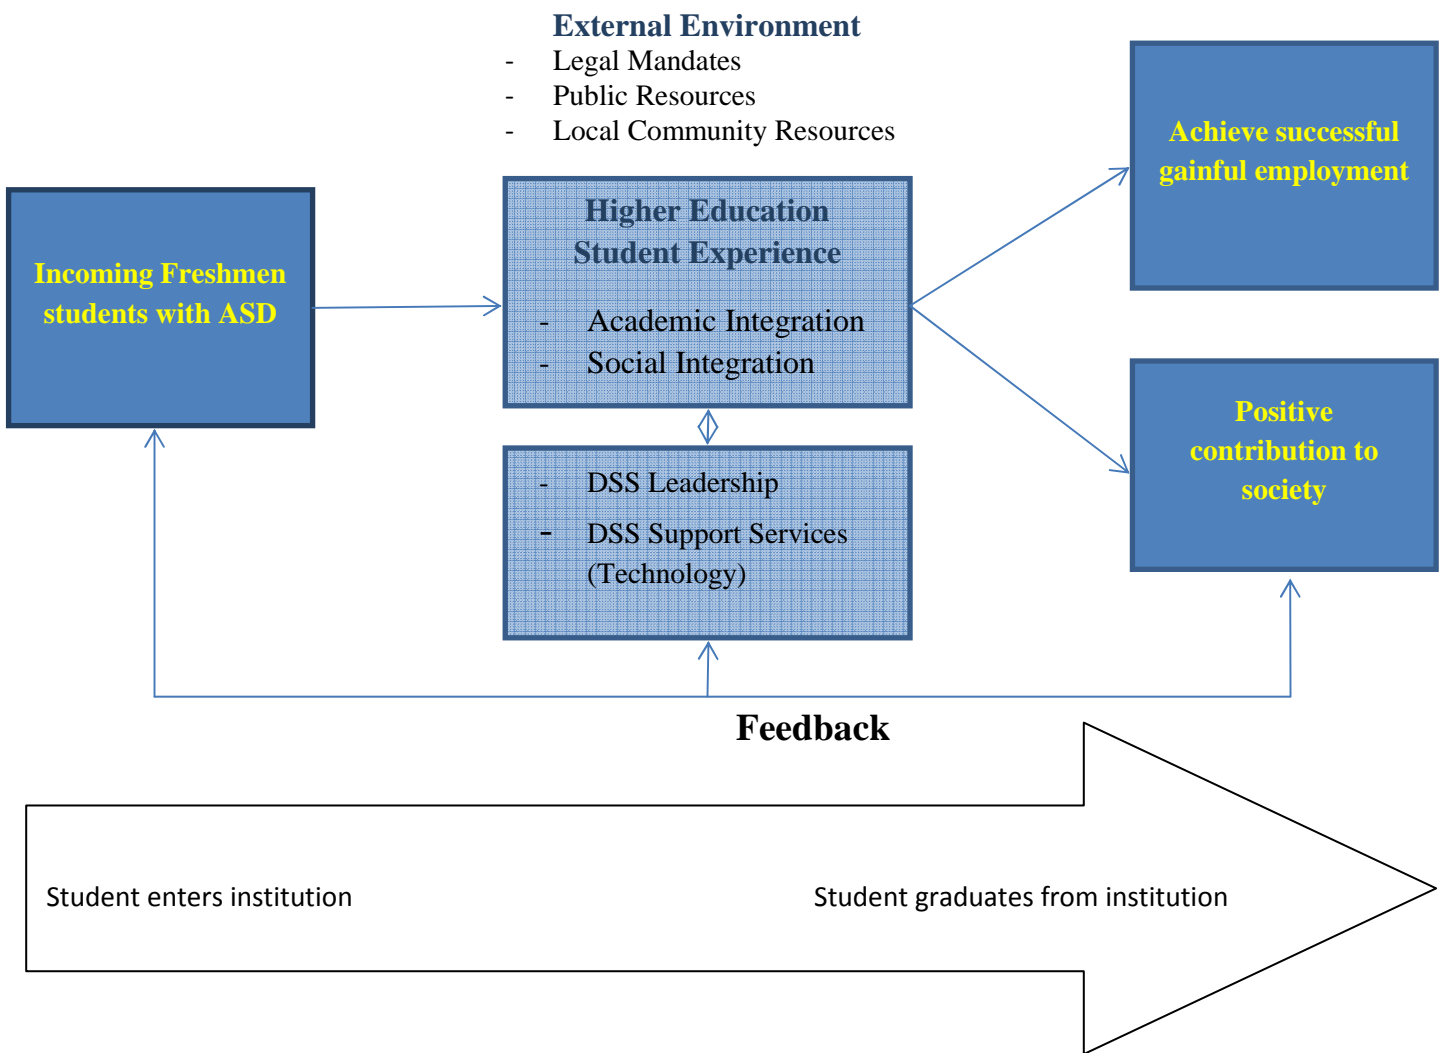 External Environment
- Legal Mandates
- Public Resources
- Local Community Resources
Incoming Freshmen
students with ASD
Higher Education
Student Experience
- Academic Integration
- Social Integration
- DSS Leadership
- DSS Support Services
(Technology)
Achieve successful
gainful employment
Positive
contribution to
society
Feedback
Student enters institution
Student graduates from institution